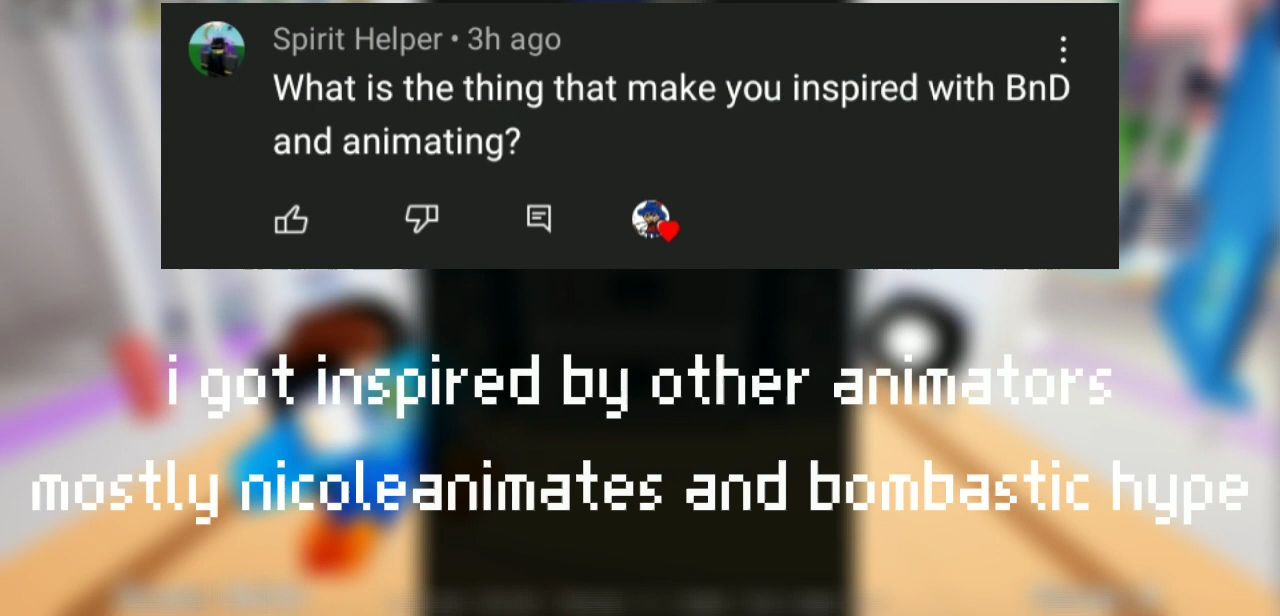 Spirit Helper • 3h ago
What is the thing that make you inspired with BnD
and animating?
i got inspired by other animators
mostly nicoleanimates and bombastic hype